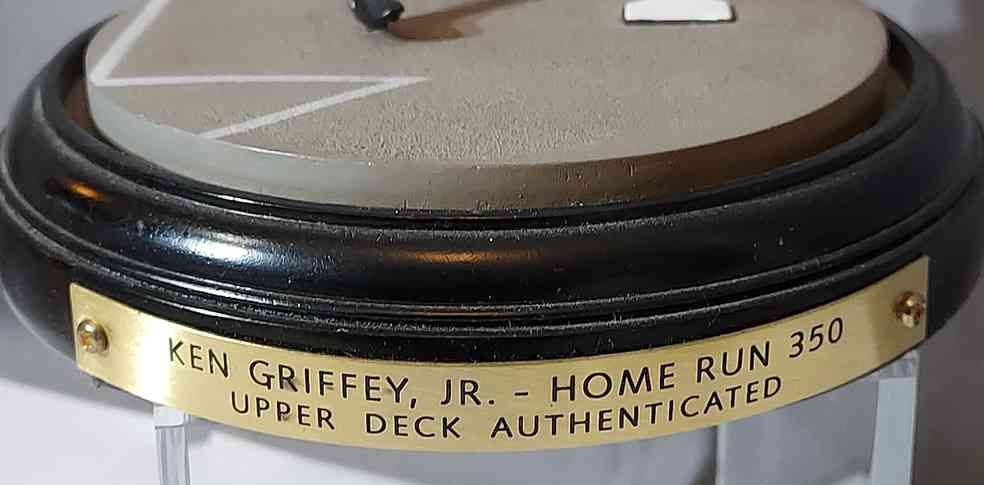 KEN GRIFFEY, JR. - HOME RUN 350
UPPER DECK AUTHENTICATED